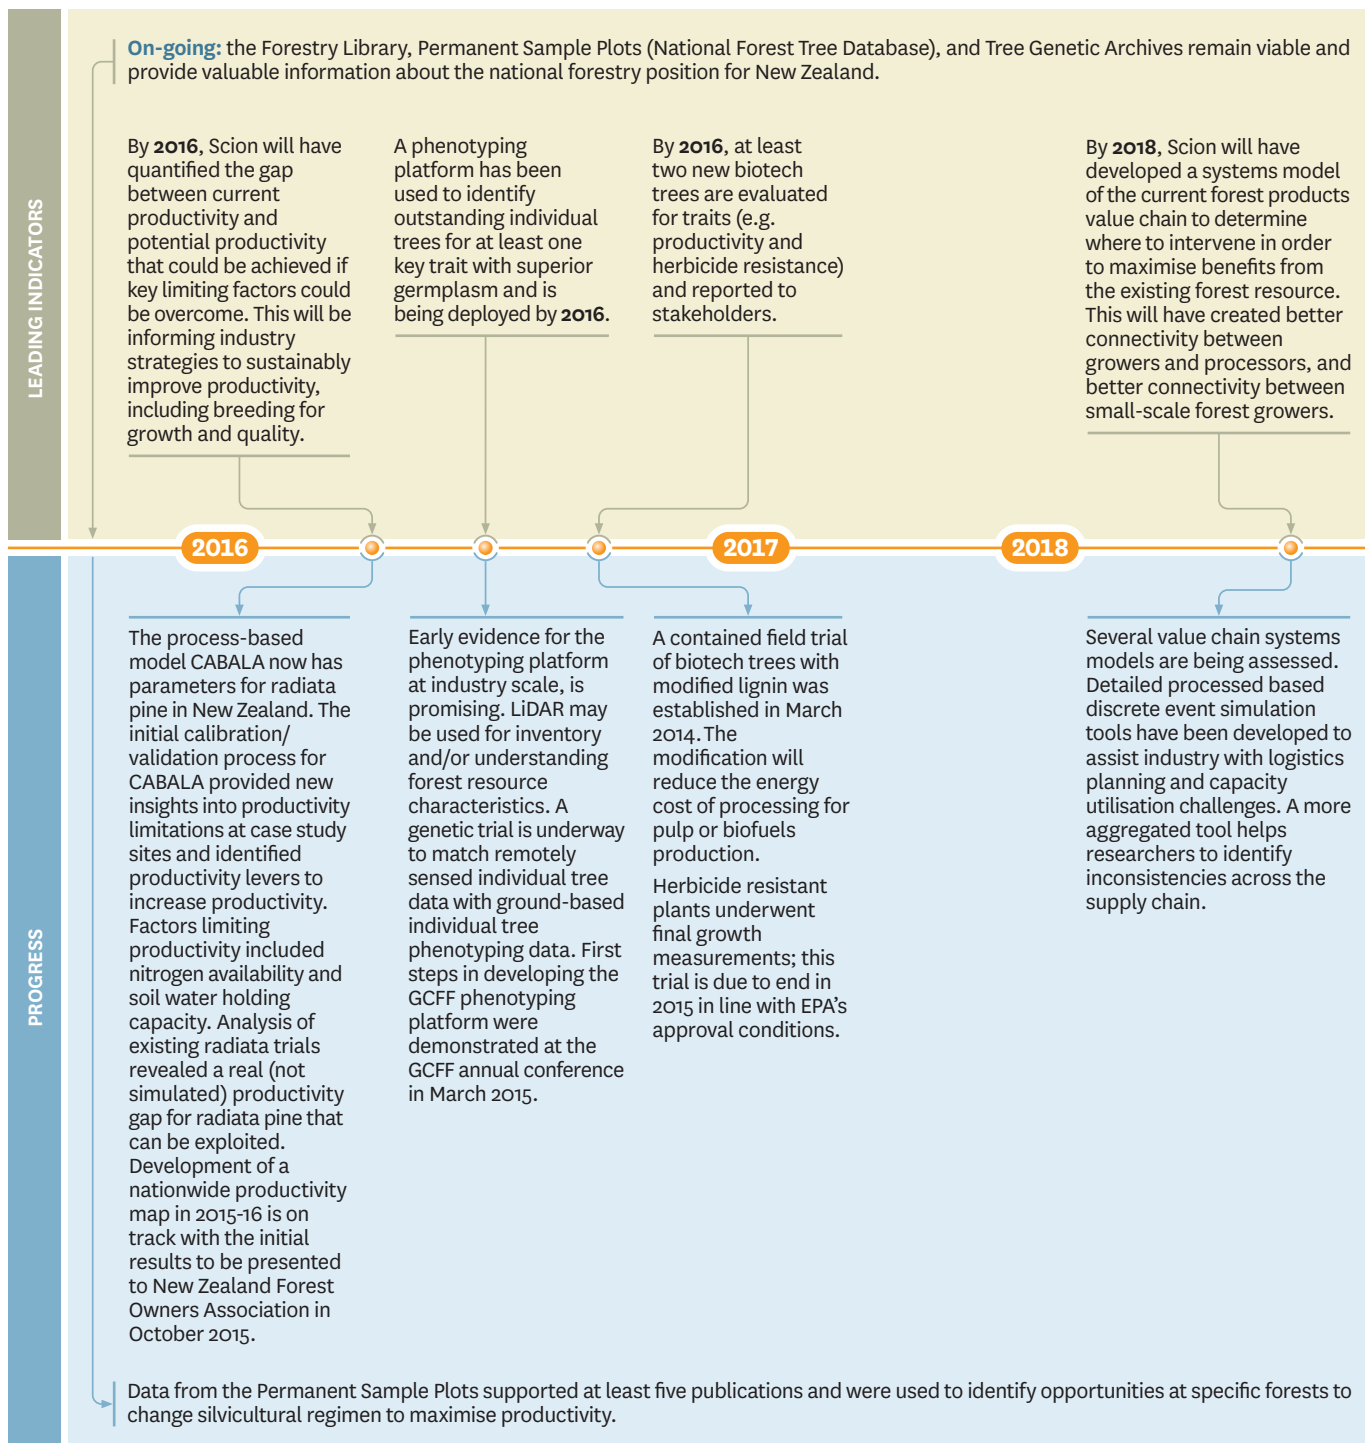 LEADING INDICATORS
On-going: the Forestry Library, Permanent Sample Plots (National Forest Tree Database), and Tree Genetic Archives remain viable and
provide valuable information about the national forestry position for New Zealand.
By 2016, Scion will have
quantified the gap
between current
productivity and
potential productivity
that could be achieved if
key limiting factors could
be overcome. This will be
informing industry
strategies to sustainably
improve productivity,
including breeding for
growth and quality.
A phenotyping
platform has been
used to identify
outstanding individual
trees for at least one
key trait with superior
germplasm and is
being deployed by 2016.
By 2016, at least
two new biotech
trees are evaluated
for traits (e.g.
productivity and
herbicide resistance)
and reported to
stakeholders.
By 2018, Scion will have
developed a systems model
of the current forest products
value chain to determine
where to intervene in order
to maximise benefits from
the existing forest resource.
This will have created better
connectivity between
growers and processors, and
better connectivity between
small-scale forest growers.
2016
2017
2018
PROGRESS
The process-based
model CABALA now has
parameters for radiata
pine in New Zealand. The
initial calibration/
validation process for
CABALA provided new
insights into productivity
limitations at case study
sites and identified
productivity levers to
increase productivity.
Factors limiting
productivity included
nitrogen availability and
soil water holding
capacity. Analysis of
existing radiata trials
revealed a real (not
simulated) productivity
gap for radiata pine that
can be exploited.
Development of a
nationwide productivity
map in 2015-16 is on
track with the initial
results to be presented
to New Zealand Forest
Owners Association in
October 2015.
Early evidence for the
phenotyping platform
at industry scale, is
promising. LiDAR may
be used for inventory
and/or understanding
forest resource
characteristics. A
genetic trial is underway
to match remotely
sensed individual tree
data with ground-based
individual tree
phenotyping data. First
steps in developing the
GCFF phenotyping
platform were
demonstrated at the
GCFF annual conference
in March 2015.
A contained field trial
of biotech trees with
modified lignin was
established in March
2014. The
modification will
reduce the energy
cost of processing for
pulp or biofuels
production.
Herbicide resistant
plants underwent
final growth
measurements; this
trial is due to end in
2015 in line with EPA's
approval conditions.
Several value chain systems
models are being assessed.
Detailed processed based
discrete event simulation
tools have been developed to
assist industry with logistics
planning and capacity
utilisation challenges. A more
aggregated tool helps
researchers to identify
inconsistencies across the
supply chain.
Data from the Permanent Sample Plots supported at least five publications and were used to identify opportunities at specific forests to
change silvicultural regimen to maximise productivity.